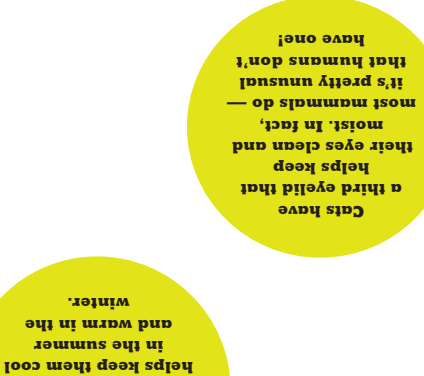 Cats have
a third eyelid that
helps keep
their eyes clean and
moist. In fact,
most mammals do —
it's pretty unusual
that humans don't
have one!
helps keep them cool
in the summer
and warm in the
winter.